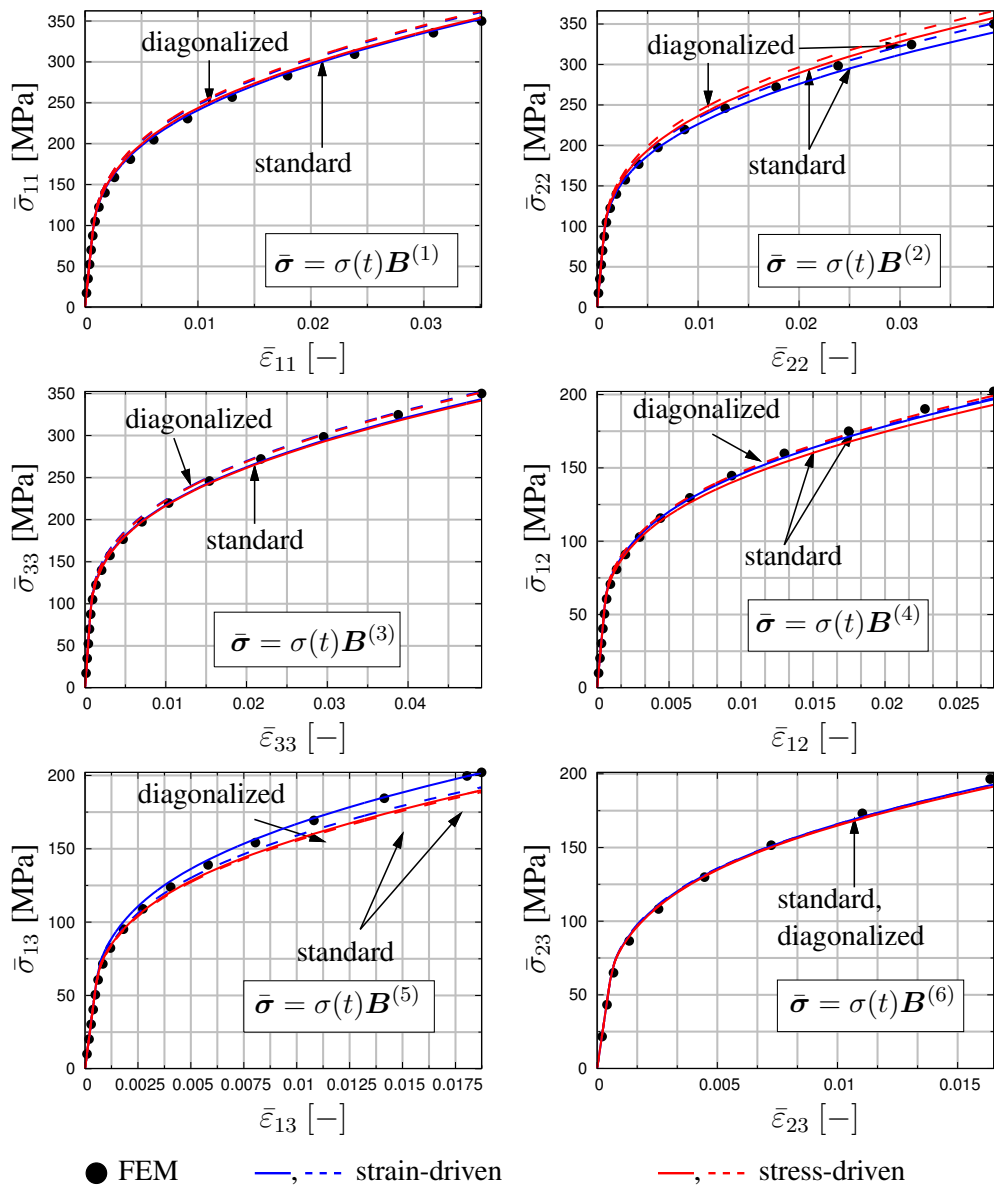 350
300
250
200
150
100
50
0
σ̄₁₁ [MPa]
diagonalized
standard
σ̄ = σ(t)B⁽¹⁾
0 0.01 0.02 0.03
ε̄₁₁ [−]
350
300
250
200
150
100
50
0
σ̄₂₂ [MPa]
diagonalized
standard
σ̄ = σ(t)B⁽²⁾
0 0.01 0.02 0.03
ε̄₂₂ [−]
350
300
250
200
150
100
50
0
σ̄₃₃ [MPa]
diagonalized
standard
σ̄ = σ(t)B⁽³⁾
0 0.01 0.02 0.03 0.04
ε̄₃₃ [−]
200
150
100
50
0
σ̄₁₂ [MPa]
diagonalized
standard
σ̄ = σ(t)B⁽⁴⁾
0 0.005 0.01 0.015 0.02 0.025
ε̄₁₂ [−]
200
150
100
50
0
σ̄₁₃ [MPa]
diagonalized
standard
σ̄ = σ(t)B⁽⁵⁾
0 0.0025 0.005 0.0075 0.01 0.0125 0.015 0.0175
ε̄₁₃ [−]
200
150
100
50
0
σ̄₂₃ [MPa]
standard,
diagonalized
σ̄ = σ(t)B⁽⁶⁾
0 0.005 0.01 0.015
ε̄₂₃ [−]
FEM , strain-driven , stress-driven